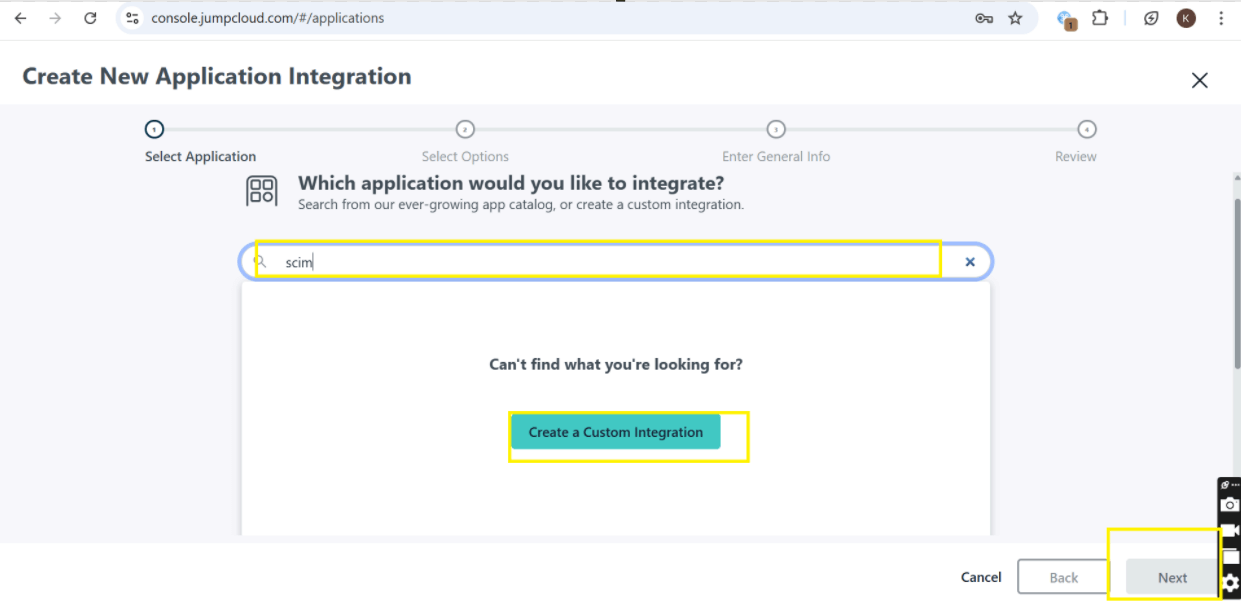 console.jumpcloud.com/#/applications
1
K
Create New Application Integration
1
2
3
4
Select Application
Select Options
Enter General Info
Review
Which application would you like to integrate?
Search from our ever-growing app catalog, or create a custom integration.
scim
Can't find what you're looking for?
Create a Custom Integration
Cancel
Back
Next